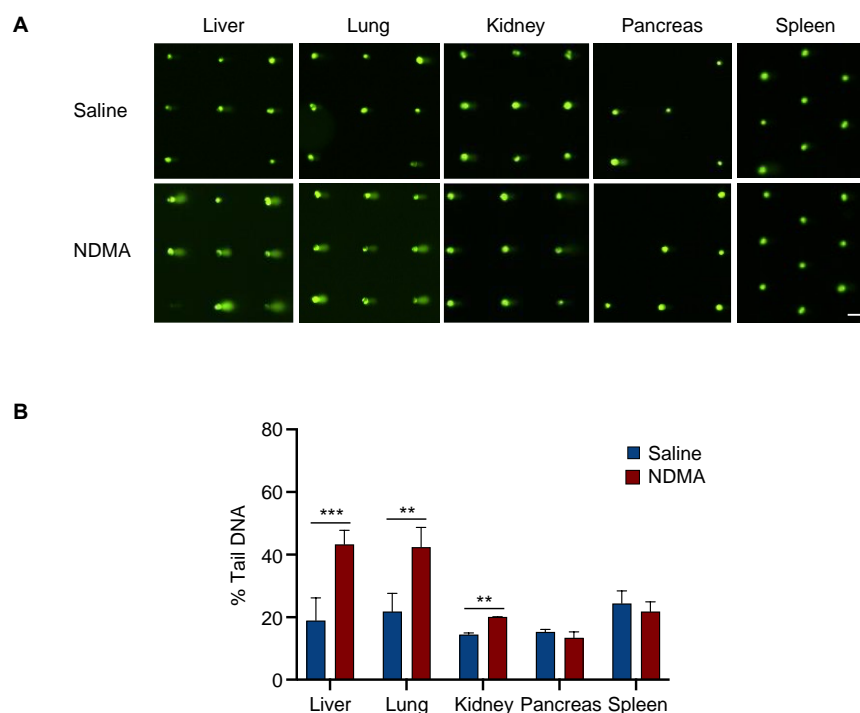 A
Liver Lung Kidney Pancreas Spleen
Saline
NDMA
B
80
60
40
20
0
% Tail DNA
Saline
NDMA
***
**
**
Liver Lung Kidney Pancreas Spleen